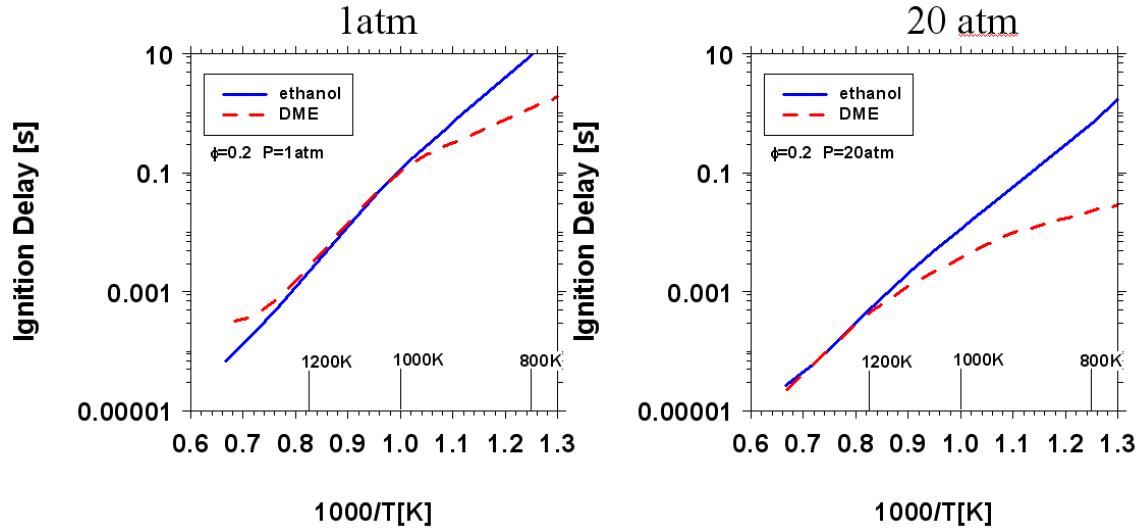 1atm
10
0.1
0.001
0.00001
Ignition Delay [s]
ethanol
DME
ϕ=0.2 P=1atm
1200K
1000K
800K
0.6 0.7 0.8 0.9 1.0 1.1 1.2 1.3
1000/T[K]
20 atm
10
0.1
0.001
0.00001
Ignition Delay [s]
ethanol
DME
ϕ=0.2 P=20atm
1200K
1000K
800K
0.6 0.7 0.8 0.9 1.0 1.1 1.2 1.3
1000/T[K]